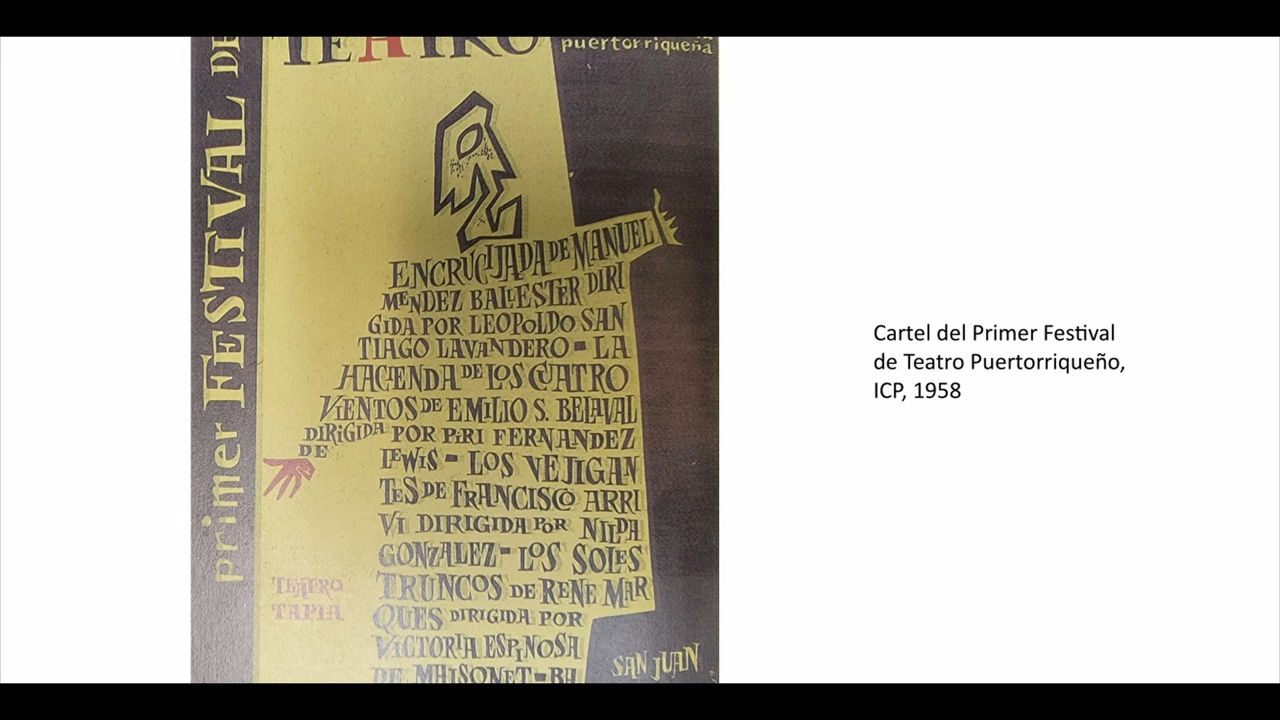 primer FESTIVAL DE
TEATRO
puertorriqueña
ENCRUCIJADA DE MANUEL
MENDEZ BALLESTER DIRI
GIDA POR LEOPOLDO SAN
TIAGO LAVANDERO - LA
HACIENDA DE LOS CUATRO
VIENTOS DE EMILIO S. BELAVAL
DIRIGIDA POR PIRI FERNANDEZ
DE LEWIS - LOS VEJIGAN
TES DE FRANCISCO ARRI
VI DIRIGIDA POR NILDA
GONZALEZ - LOS SOLES
TRUNCOS DE RENE MAR
QUES DIRIGIDA POR
VICTORIA ESPINOSA
DE MAISONET - BA
TEATRO
TAPIA
SAN JUAN
Cartel del Primer Festival
de Teatro Puertorriqueño,
ICP, 1958